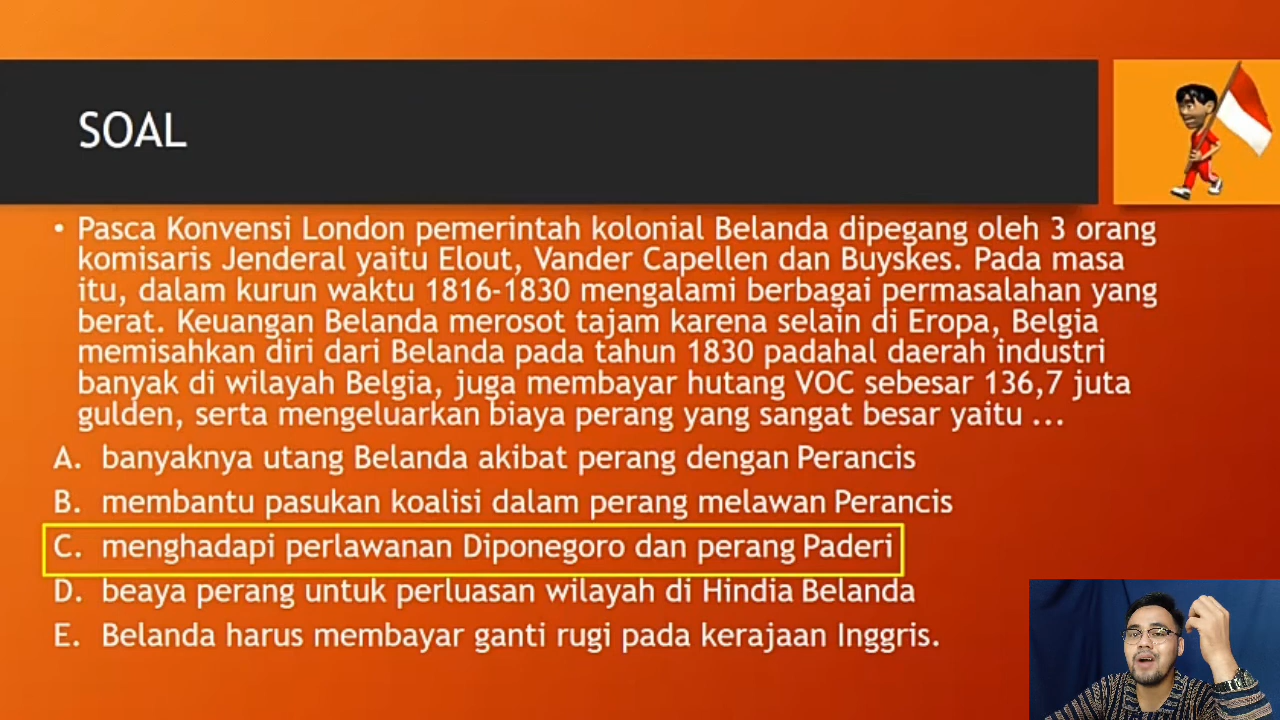 SOAL
• Pasca Konvensi London pemerintah kolonial Belanda dipegang oleh 3 orang
komisaris Jenderal yaitu Elout, Vander Capellen dan Buyskes. Pada masa
itu, dalam kurun waktu 1816-1830 mengalami berbagai permasalahan yang
berat. Keuangan Belanda merosot tajam karena selain di Eropa, Belgia
memisahkan diri dari Belanda pada tahun 1830 padahal daerah industri
banyak di wilayah Belgia, juga membayar hutang VOC sebesar 136,7 juta
gulden, serta mengeluarkan biaya perang yang sangat besar yaitu ...
A. banyaknya utang Belanda akibat perang dengan Perancis
B. membantu pasukan koalisi dalam perang melawan Perancis
C. menghadapi perlawanan Diponegoro dan perang Paderi
D. beaya perang untuk perluasan wilayah di Hindia Belanda
E. Belanda harus membayar ganti rugi pada kerajaan Inggris.